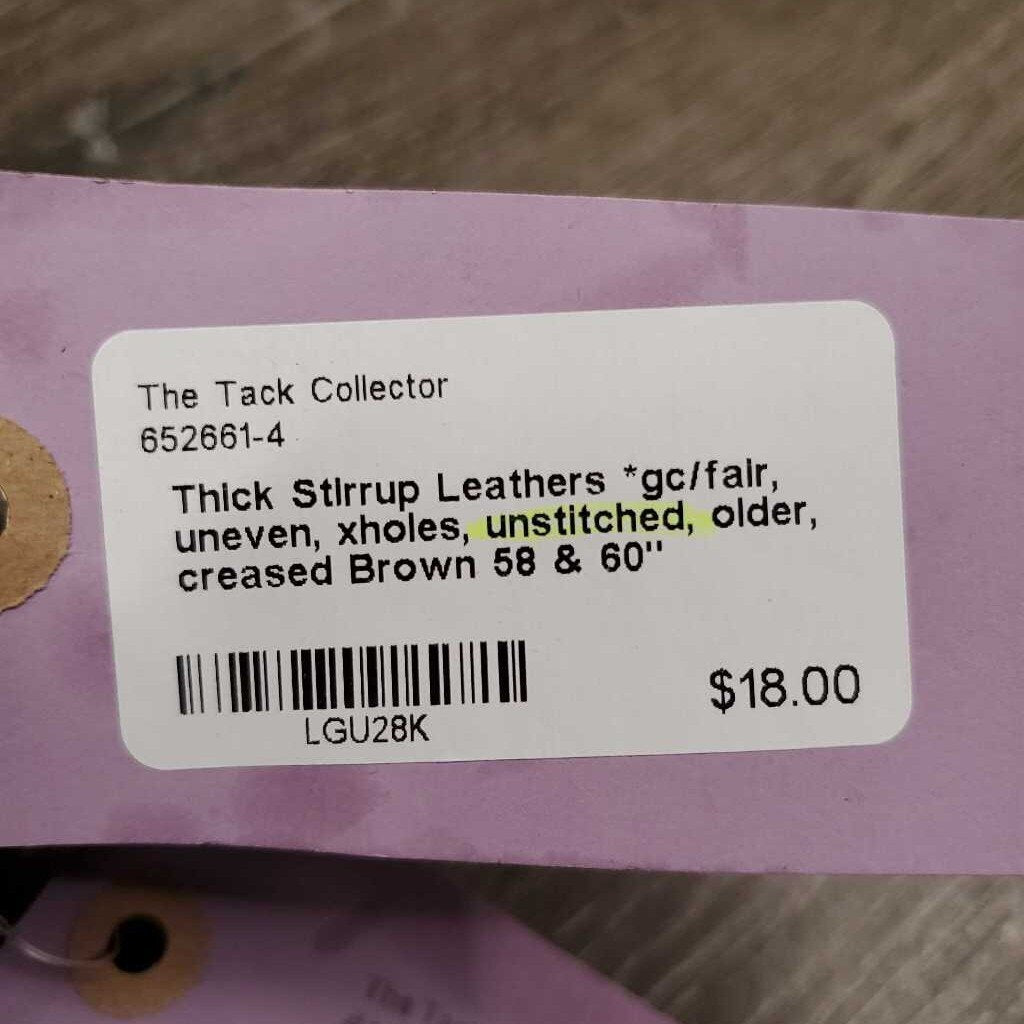 The Tack Collector
652661-4
Thick Stirrup Leathers *gc/fair,
uneven, xholes, unstitched, older,
creased Brown 58 & 60"
LGU28K
$18.00
The